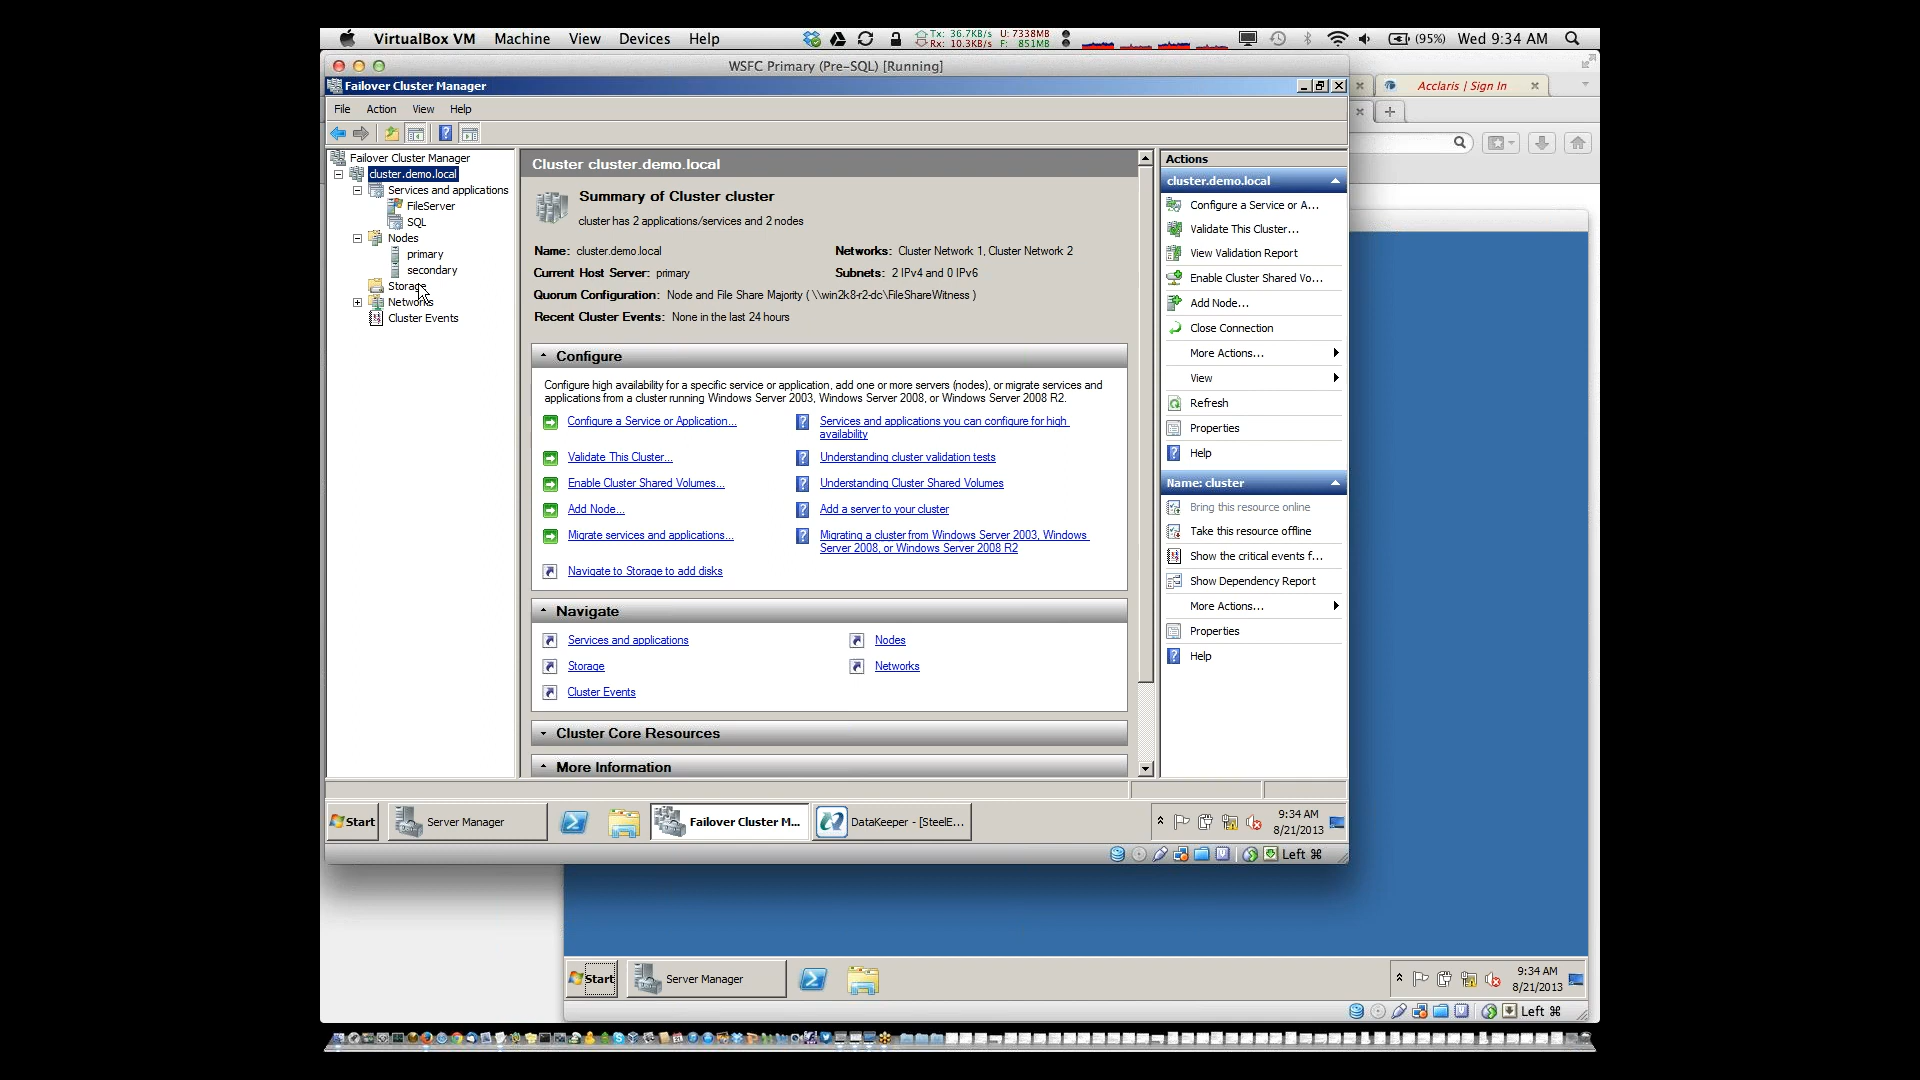 VirtualBox VM Machine View Devices Help
Tx: 36.7KB/s U: 7338MB
Rx: 10.3KB/s F: 851MB
(95%) Wed 9:34 AM
WSFC Primary (Pre-SQL) [Running]
Failover Cluster Manager
Acclaris | Sign In
File Action View Help
Failover Cluster Manager
cluster.demo.local
Services and applications
FileServer
SQL
Nodes
primary
secondary
Storage
Networks
Cluster Events
Cluster cluster.demo.local
Summary of Cluster cluster
cluster has 2 applications/services and 2 nodes
Name: cluster.demo.local
Networks: Cluster Network 1, Cluster Network 2
Current Host Server: primary
Subnets: 2 IPv4 and 0 IPv6
Quorum Configuration: Node and File Share Majority ( \\win2k8-r2-dc\FileShareWitness )
Recent Cluster Events: None in the last 24 hours
Configure
Configure high availability for a specific service or application, add one or more servers (nodes), or migrate services and
applications from a cluster running Windows Server 2003, Windows Server 2008, or Windows Server 2008 R2.
Configure a Service or Application...
Services and applications you can configure for high
availability
Validate This Cluster...
Understanding cluster validation tests
Enable Cluster Shared Volumes...
Understanding Cluster Shared Volumes
Add Node...
Add a server to your cluster
Migrate services and applications...
Migrating a cluster from Windows Server 2003, Windows
Server 2008, or Windows Server 2008 R2
Navigate to Storage to add disks
Navigate
Services and applications
Nodes
Storage
Networks
Cluster Events
Cluster Core Resources
More Information
Actions
cluster.demo.local
Configure a Service or A...
Validate This Cluster...
View Validation Report
Enable Cluster Shared Vo...
Add Node...
Close Connection
More Actions...
View
Refresh
Properties
Help
Name: cluster
Bring this resource online
Take this resource offline
Show the critical events f...
Show Dependency Report
More Actions...
Properties
Help
Start
Server Manager
Failover Cluster M...
DataKeeper - [SteelE...
9:34 AM
8/21/2013
Left ⌘
Start
Server Manager
9:34 AM
8/21/2013
Left ⌘